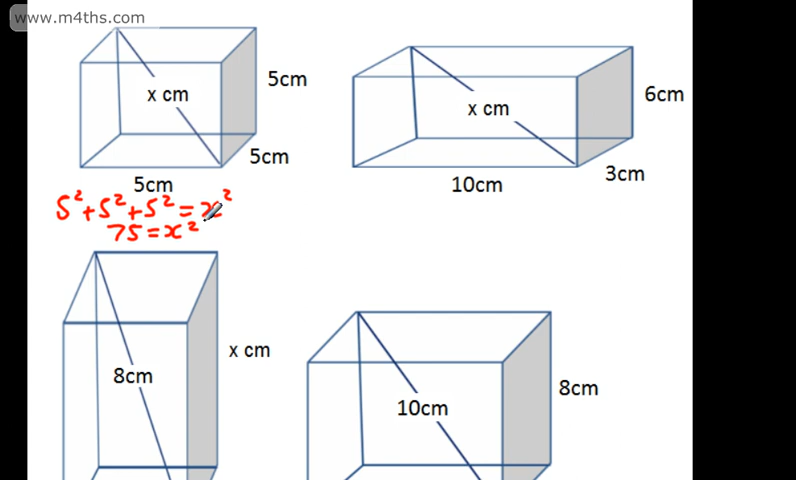 www.m4ths.com
5cm
x cm
5cm
5cm
5²+5²+5²=x²
75=x²
6cm
x cm
3cm
10cm
x cm
8cm
8cm
10cm